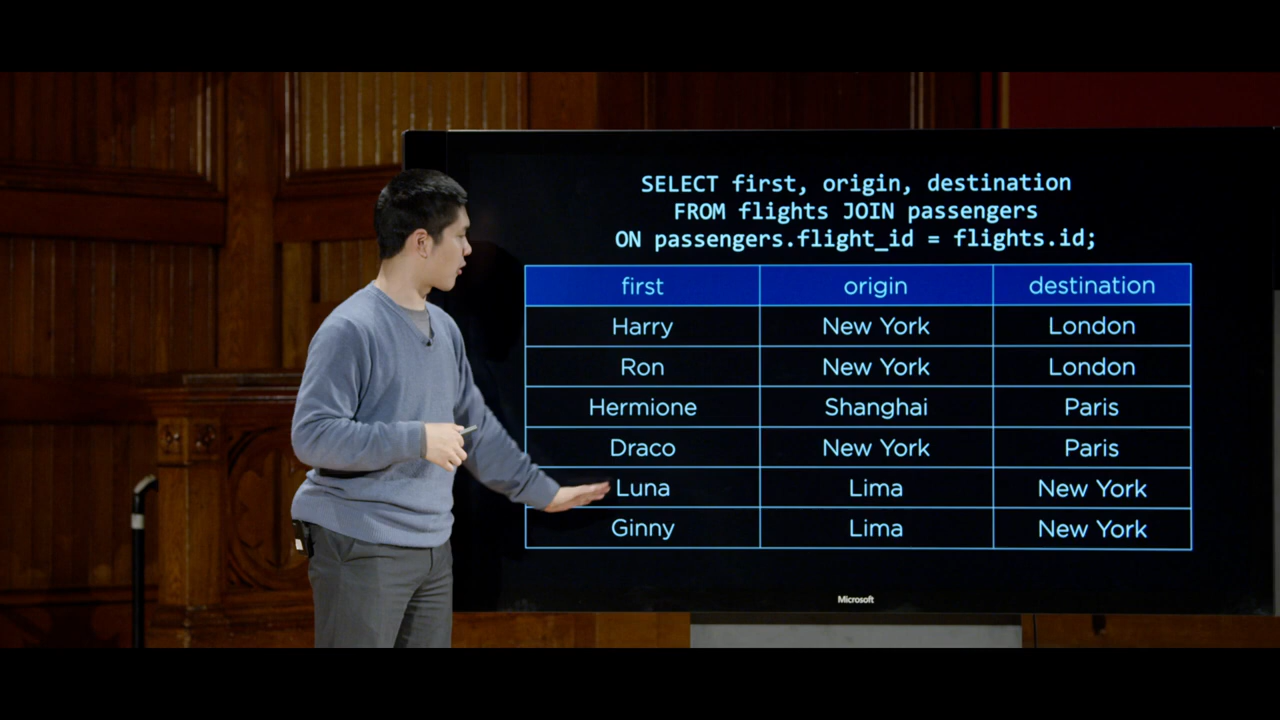 SELECT first, origin, destination
FROM flights JOIN passengers
ON passengers.flight_id = flights.id;
first origin destination
Harry New York London
Ron New York London
Hermione Shanghai Paris
Draco New York Paris
Luna Lima New York
Ginny Lima New York
Microsoft